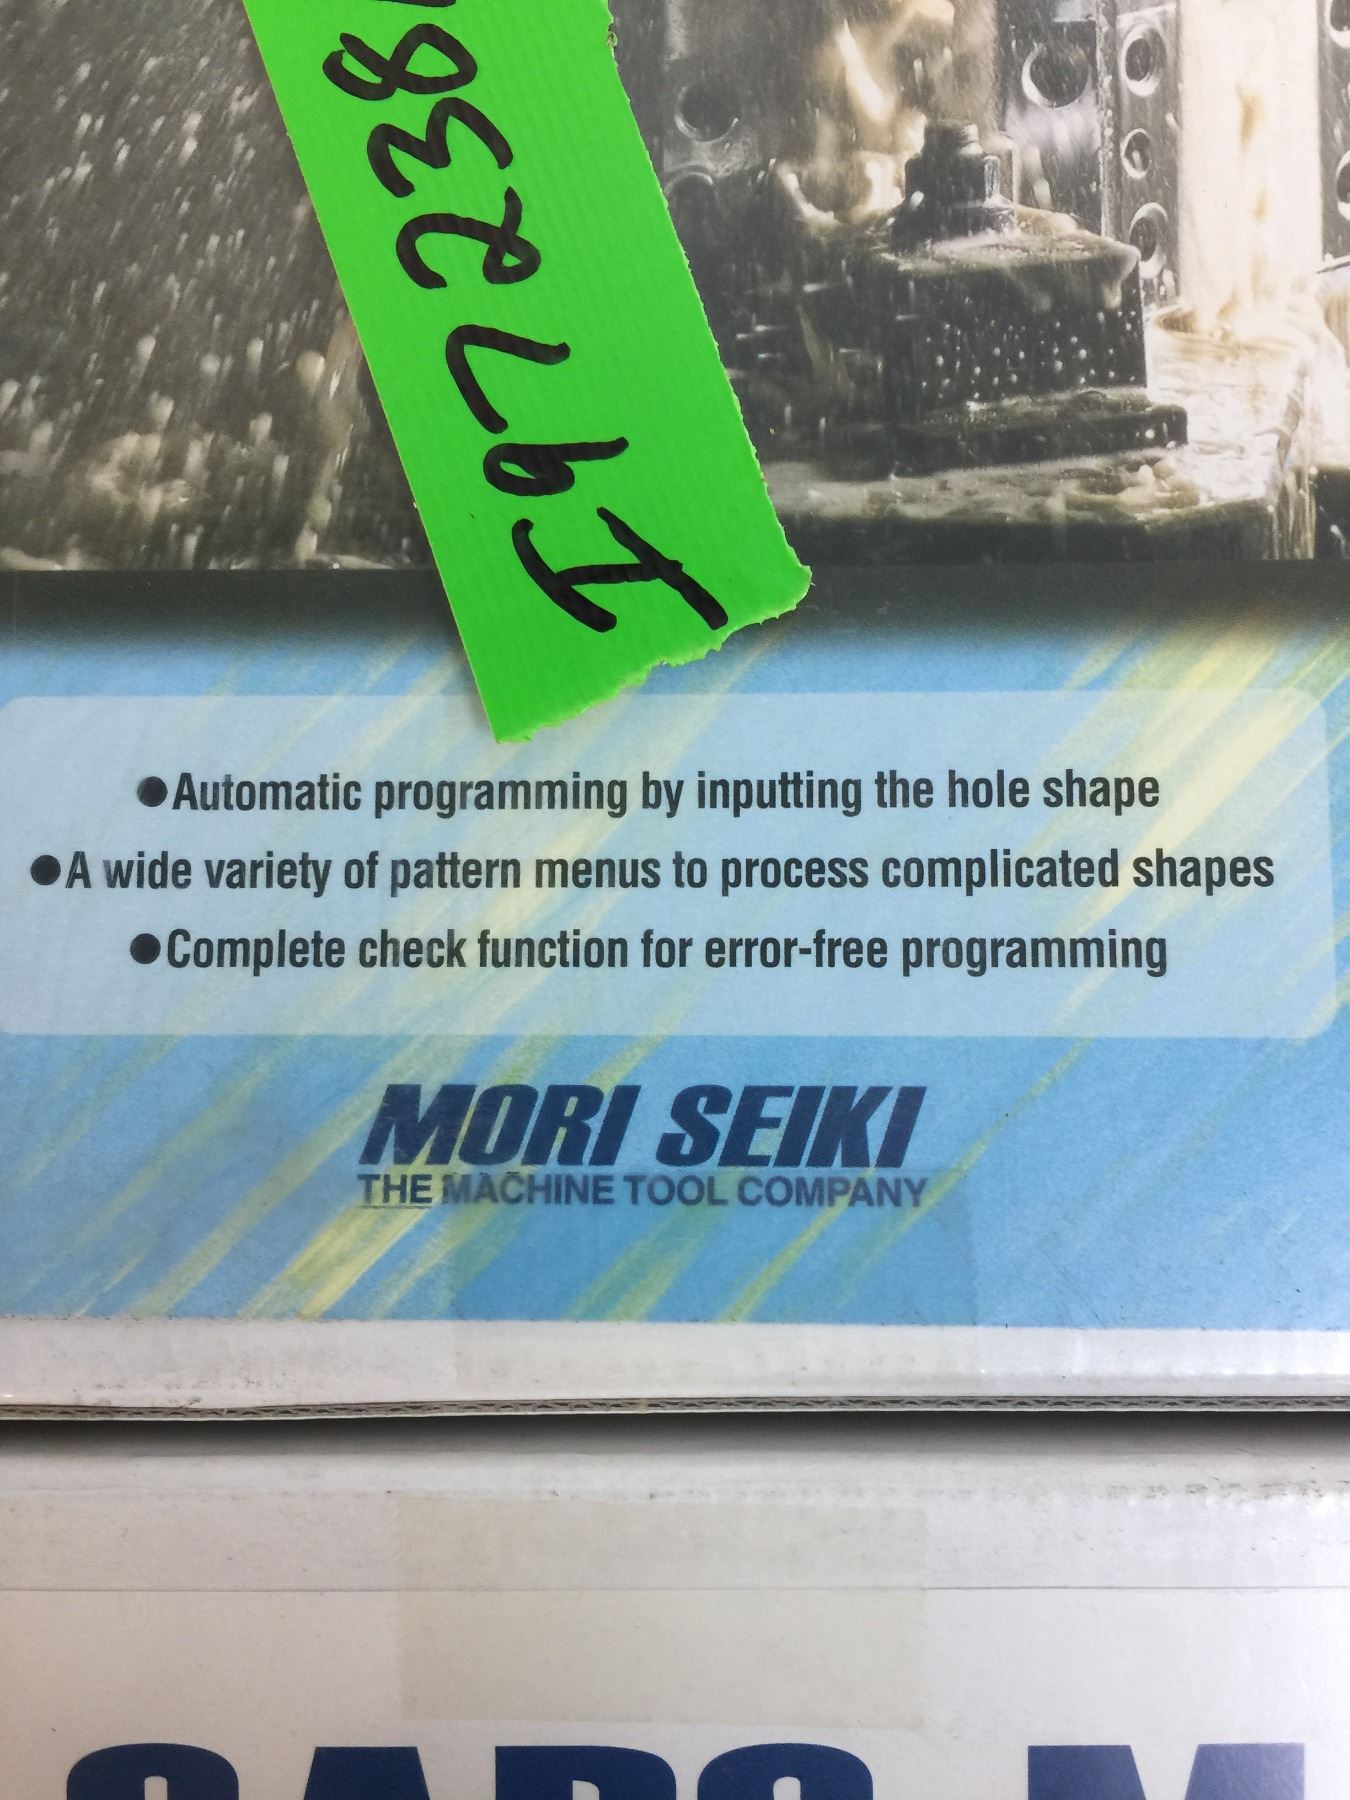 I97238
●Automatic programming by inputting the hole shape
●A wide variety of pattern menus to process complicated shapes
●Complete check function for error-free programming
MORI SEIKI
THE MACHINE TOOL COMPANY